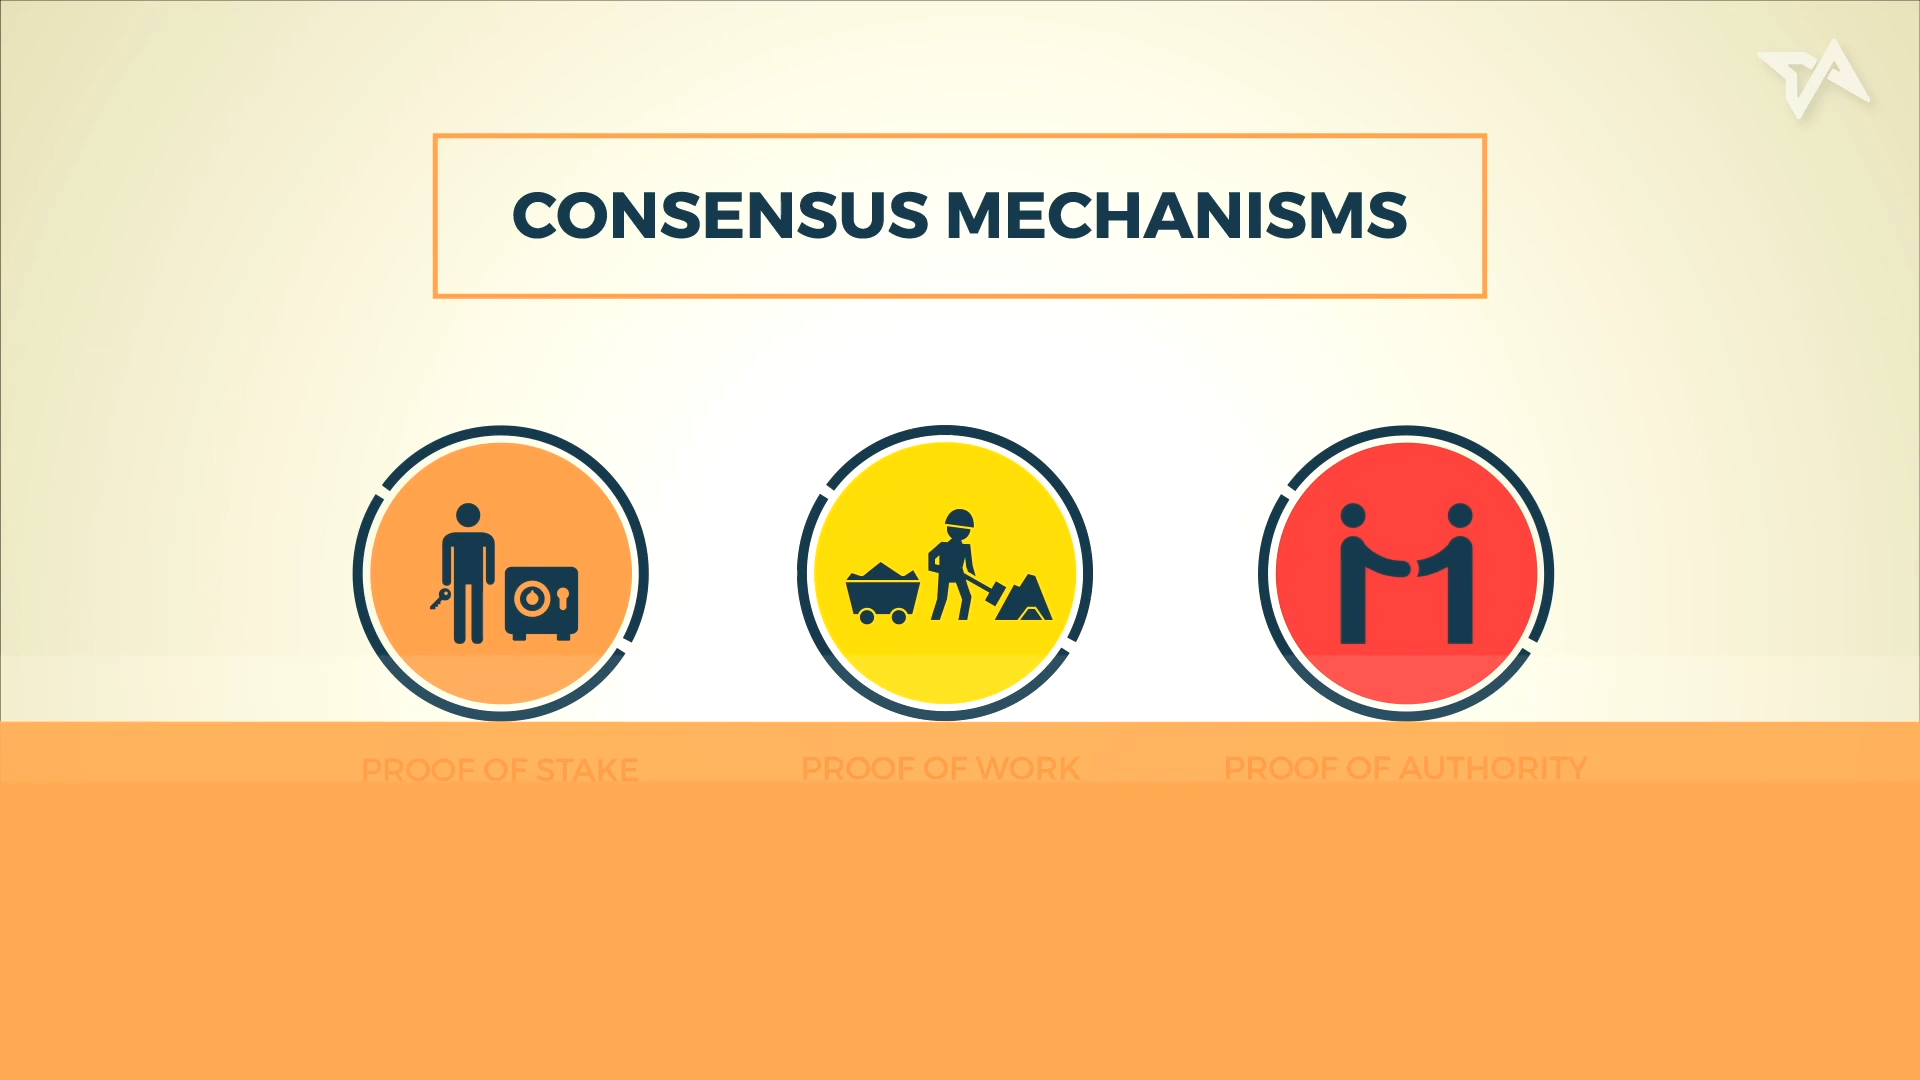 CONSENSUS MECHANISMS
PROOF OF STAKE
PROOF OF WORK
PROOF OF AUTHORITY